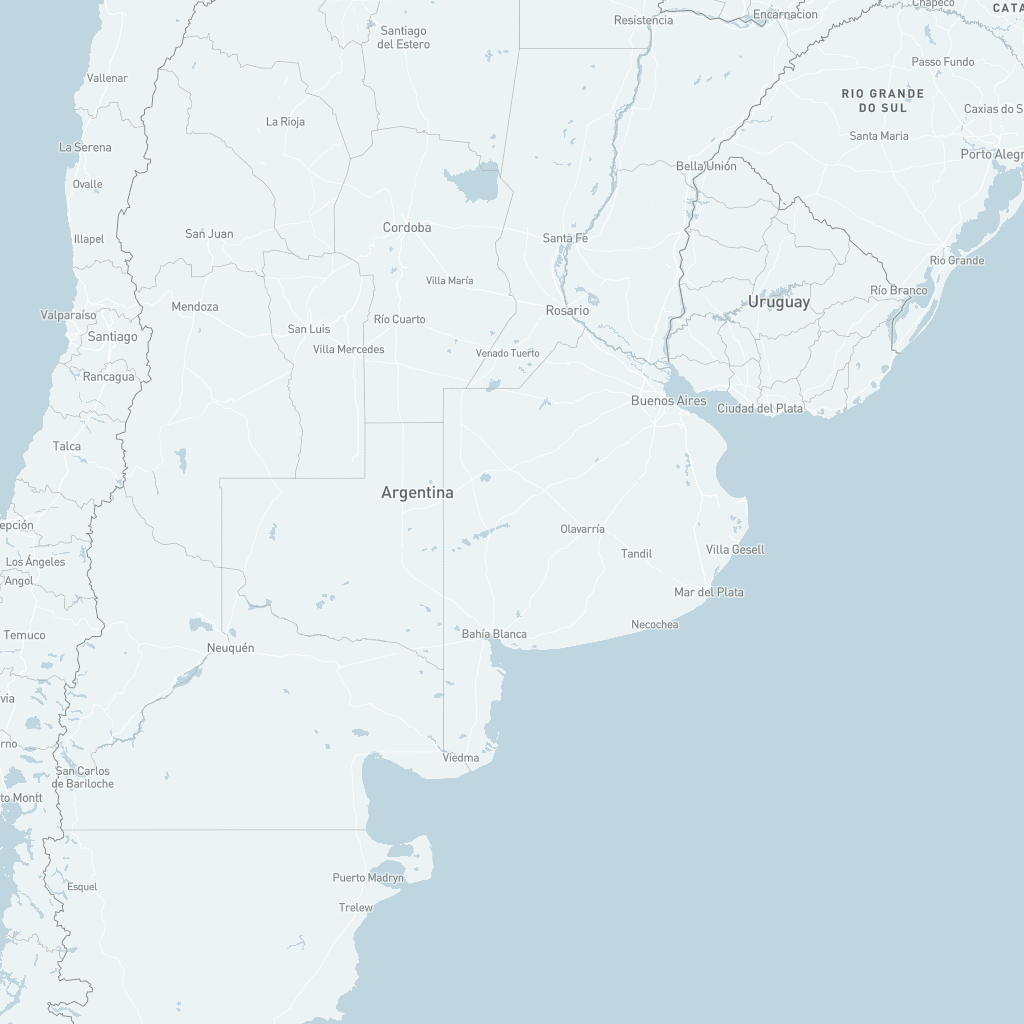 Chapeco
CATA
Encarnacion
Resistencia
Santiago
del Estero
Passo Fundo
Vallenar
RIO GRANDE
DO SUL
Caxias do S
La Rioja
Santa Maria
La Serena
Porto Alegr
Bella Unión
Ovalle
Cordoba
San Juan
Santa Fe
Illapel
Rio Grande
Villa María
Río Branco
Uruguay
Mendoza
Rosario
Valparaíso
Río Cuarto
San Luis
Santiago
Villa Mercedes
Venado Tuerto
Rancagua
Buenos Aires
Ciudad del Plata
Talca
Argentina
epción
Olavarría
Villa Gesell
Tandil
Los Ángeles
Angol
Mar del Plata
Necochea
Temuco
Bahía Blanca
Neuquén
via
rno
Viedma
San Carlos
de Bariloche
to Montt
Puerto Madryn
Esquel
Trelew